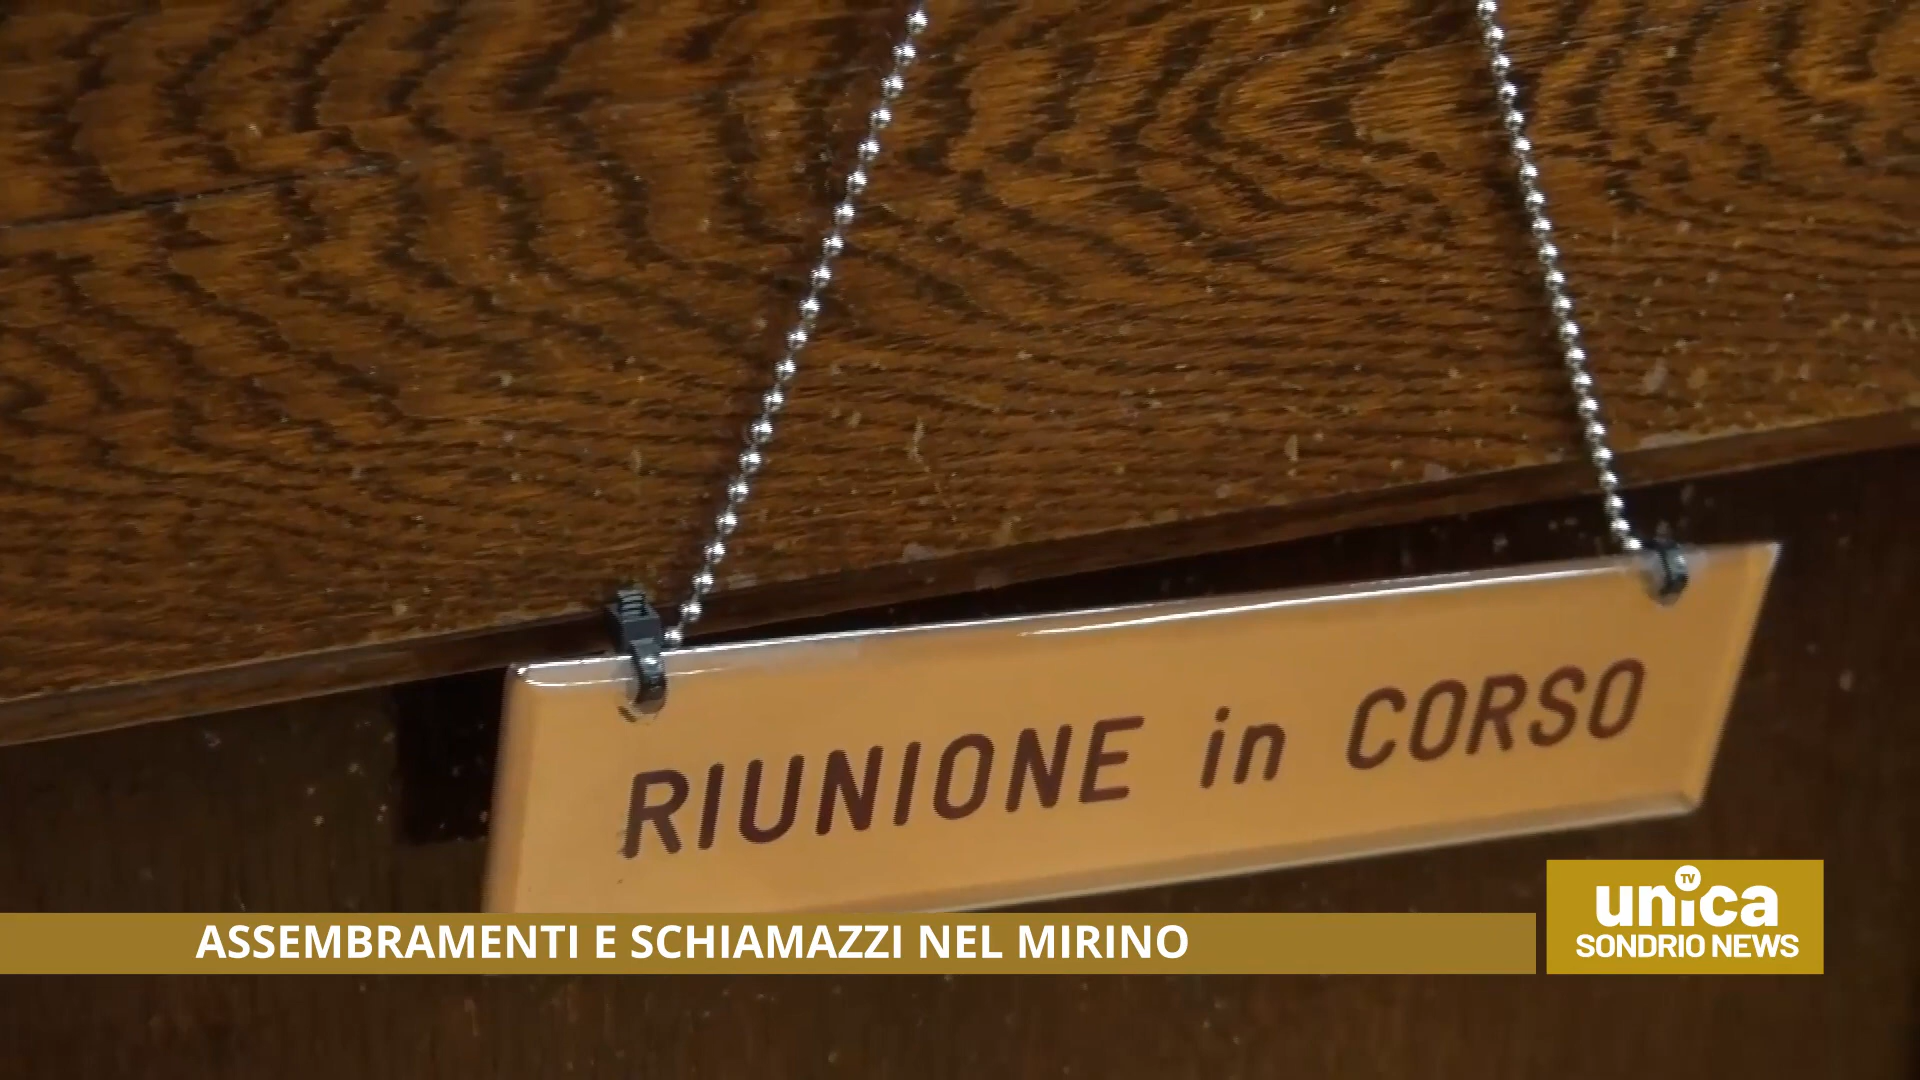 RIUNIONE in CORSO
ASSEMBRAMENTI E SCHIAMAZZI NEL MIRINO
TV
unica
SONDRIO NEWS